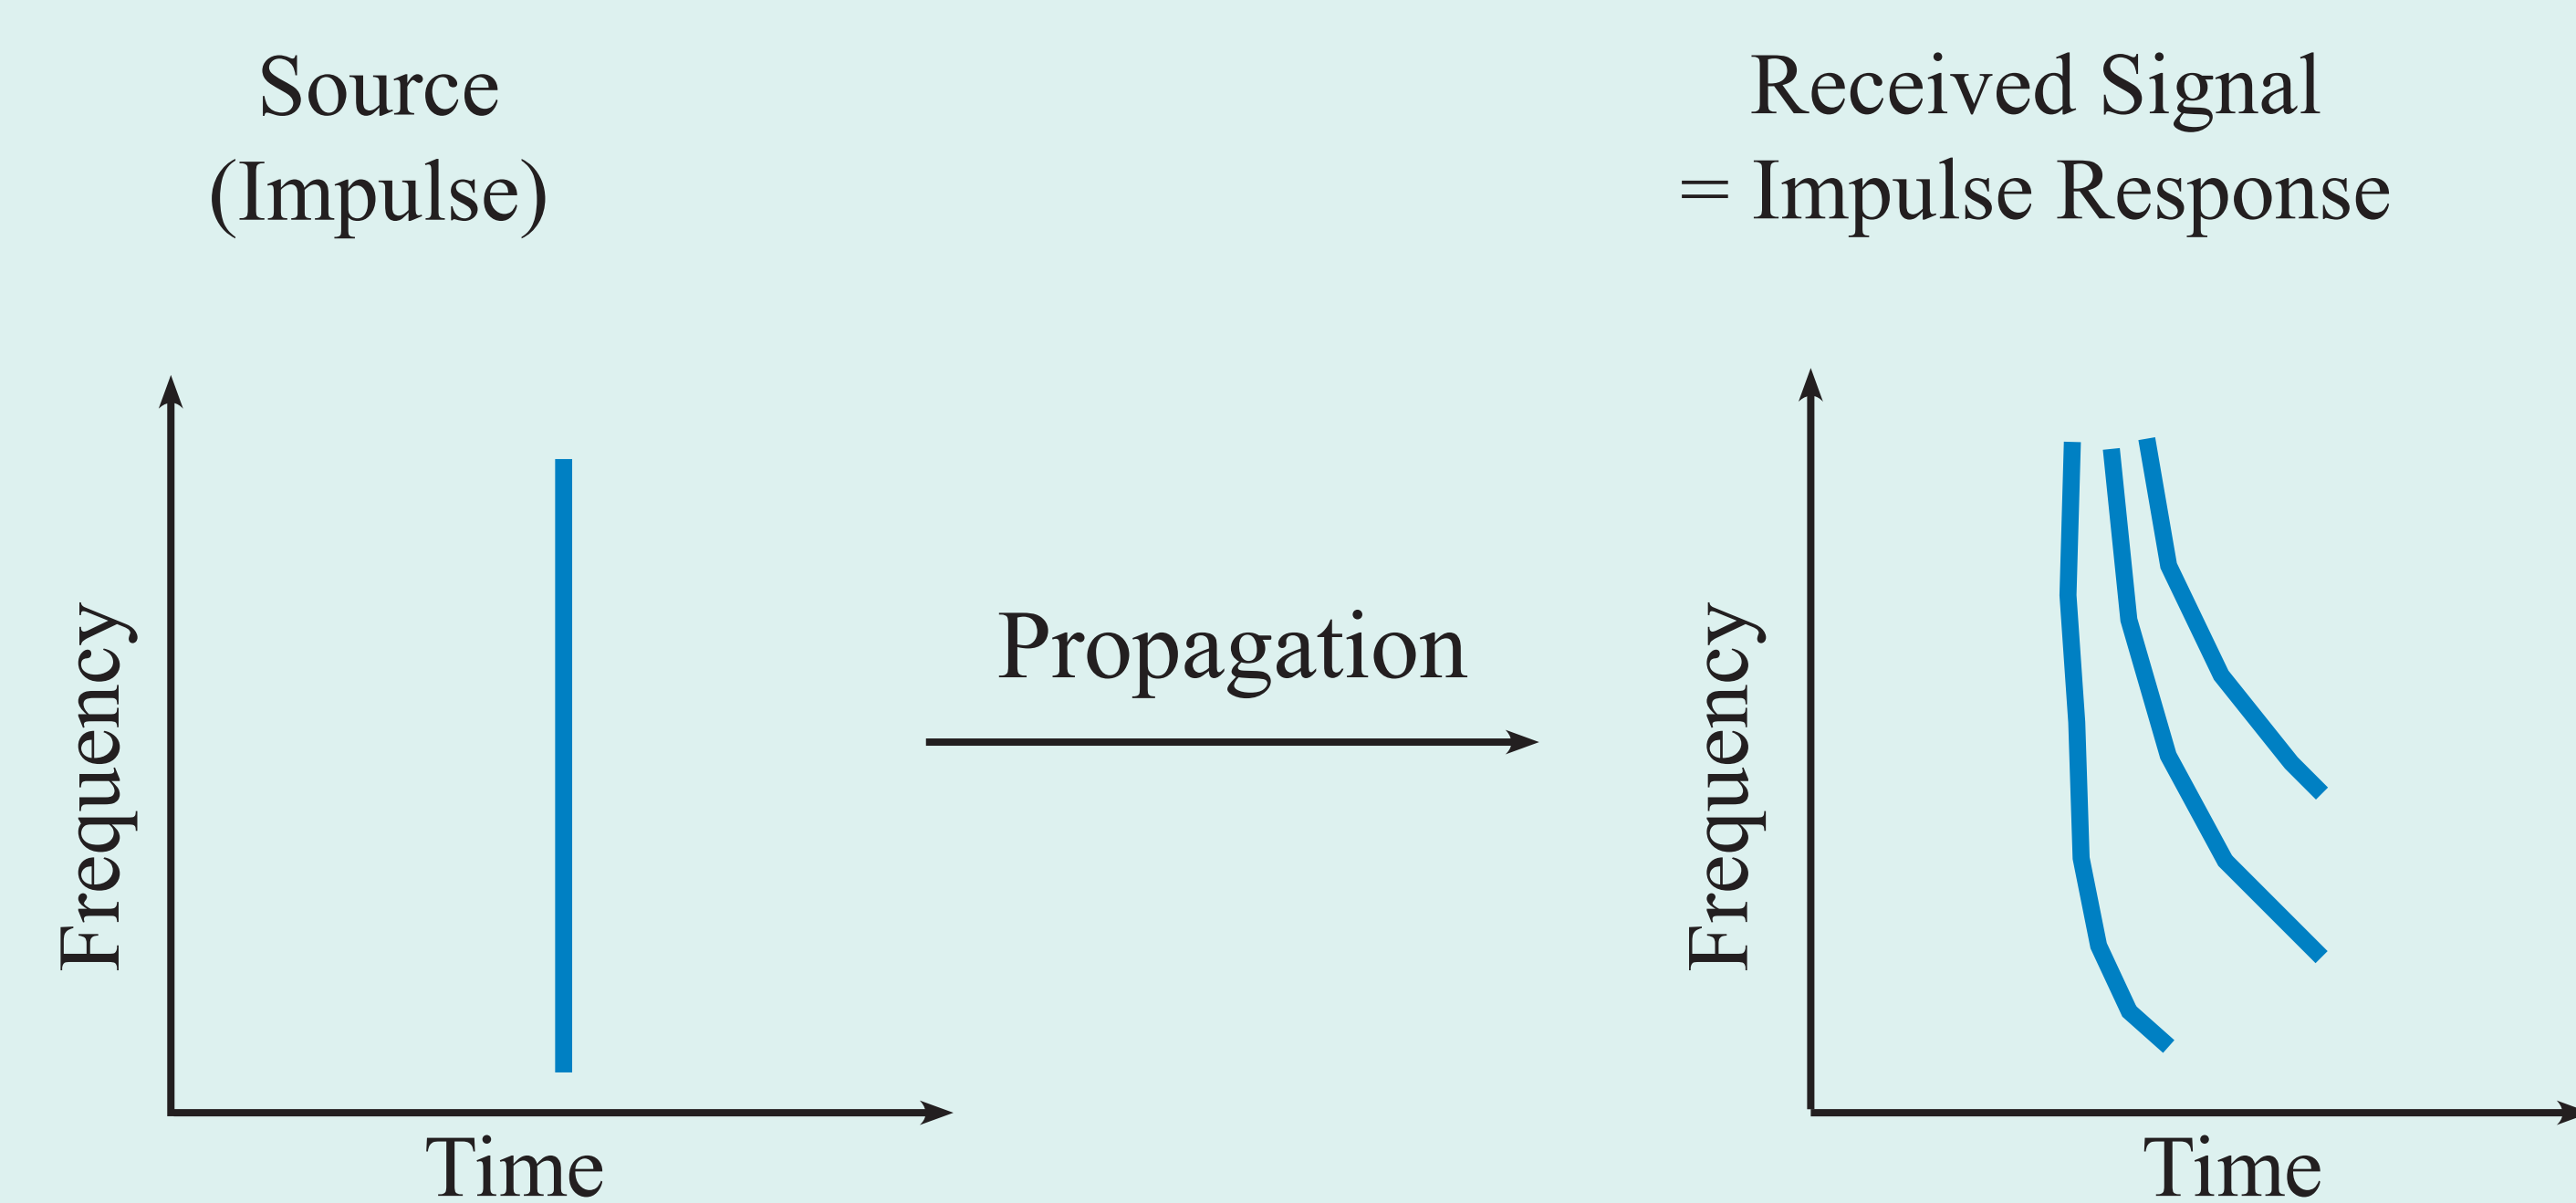 Source
(Impulse)
Received Signal
= Impulse Response
Propagation
Frequency
Time
Frequency
Time